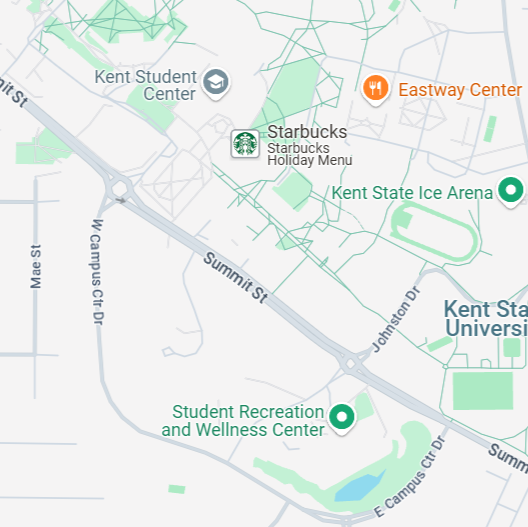 Kent Student
Center
Eastway Center
Starbucks
Starbucks
Holiday Menu
Kent State Ice Arena
Summit St
W Campus Ctr Dr
Mae St
Johnston Dr
Kent Sta
Universi
Student Recreation
and Wellness Center
E Campus Ctr Dr
Summ
mit St